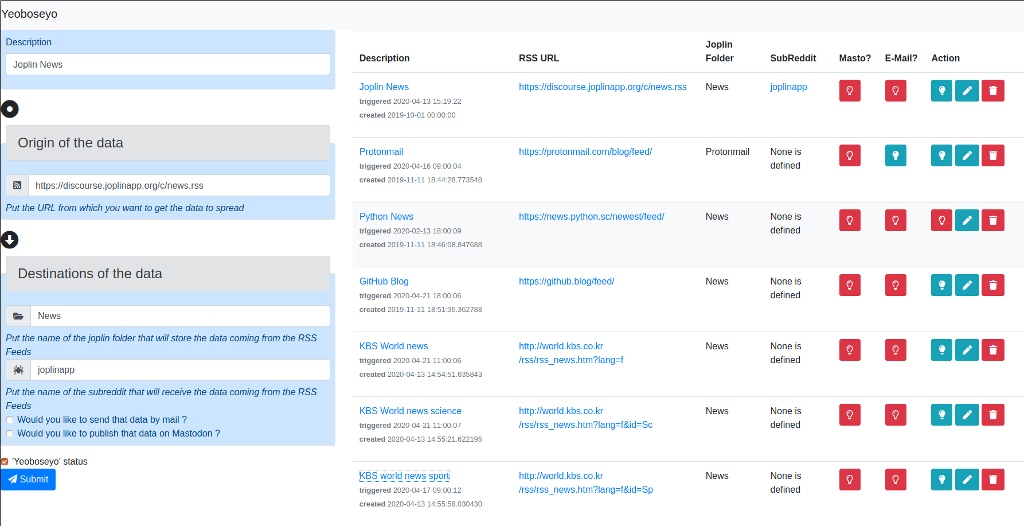 Yeoboseyo
Description
Joplin News
Origin of the data
https://discourse.joplinapp.org/c/news.rss
Put the URL from which you want to get the data to spread
Destinations of the data
News
Put the name of the joplin folder that will store the data coming from the RSS
Feeds
joplinapp
Put the name of the subreddit that will receive the data coming from the RSS
Feeds
Would you like to send that data by mail ?
Would you like to publish that data on Mastodon ?
'Yeoboseyo' status
Submit
Description RSS URL Joplin Folder SubReddit Masto? E-Mail? Action
Joplin News https://discourse.joplinapp.org/c/news.rss News joplinapp
triggered 2020-04-13 15:19:22
created 2019-10-01 00:00:00
Protonmail https://protonmail.com/blog/feed/ Protonmail None is
triggered 2020-04-16 09:00:04 defined
created 2019-11-11 18:44:28.773548
Python News https://news.python.sc/newest/feed/ News None is
triggered 2020-02-13 18:00:09 defined
created 2019-11-11 18:46:08.847688
GitHub Blog https://github.blog/feed/ News None is
triggered 2020-04-21 18:00:06 defined
created 2019-11-11 18:51:36.362788
KBS World news http://world.kbs.co.kr News None is
triggered 2020-04-21 11:00:06 /rss/rss_news.htm?lang=f defined
created 2020-04-13 14:54:51.635843
KBS World news science http://world.kbs.co.kr News None is
triggered 2020-04-21 11:00:07 /rss/rss_news.htm?lang=f&id=Sc defined
created 2020-04-13 14:55:21.622195
KBS world news sport http://world.kbs.co.kr News None is
triggered 2020-04-17 09:00:12 /rss/rss_news.htm?lang=f&id=Sp defined
created 2020-04-13 14:55:58.030430